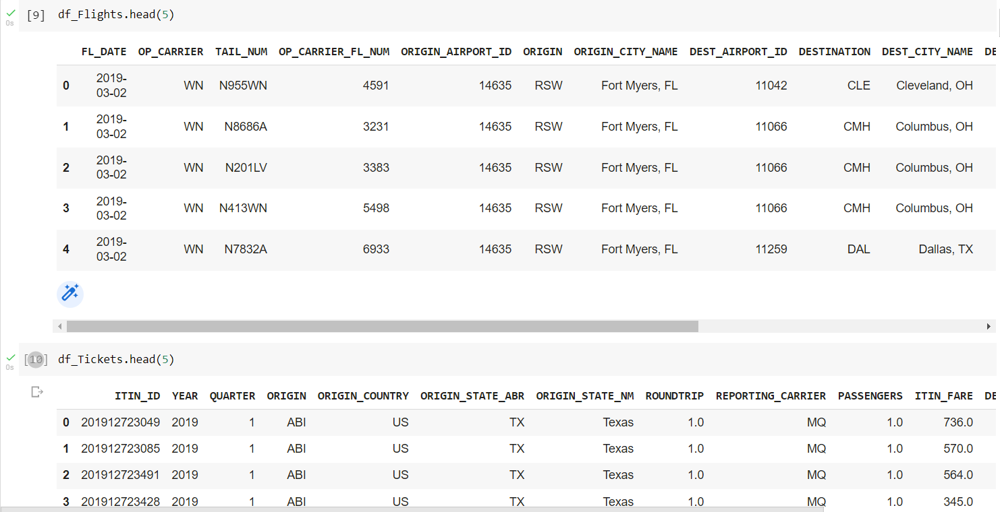 [9] df_Flights.head(5)
0s
FL_DATE OP_CARRIER TAIL_NUM OP_CARRIER_FL_NUM ORIGIN_AIRPORT_ID ORIGIN ORIGIN_CITY_NAME DEST_AIRPORT_ID DESTINATION DEST_CITY_NAME DE
0 2019-03-02 WN N955WN 4591 14635 RSW Fort Myers, FL 11042 CLE Cleveland, OH
1 2019-03-02 WN N8686A 3231 14635 RSW Fort Myers, FL 11066 CMH Columbus, OH
2 2019-03-02 WN N201LV 3383 14635 RSW Fort Myers, FL 11066 CMH Columbus, OH
3 2019-03-02 WN N413WN 5498 14635 RSW Fort Myers, FL 11066 CMH Columbus, OH
4 2019-03-02 WN N7832A 6933 14635 RSW Fort Myers, FL 11259 DAL Dallas, TX
[10] df_Tickets.head(5)
0s
ITIN_ID YEAR QUARTER ORIGIN ORIGIN_COUNTRY ORIGIN_STATE_ABR ORIGIN_STATE_NM ROUNDTRIP REPORTING_CARRIER PASSENGERS ITIN_FARE DE
0 201912723049 2019 1 ABI US TX Texas 1.0 MQ 1.0 736.0
1 201912723085 2019 1 ABI US TX Texas 1.0 MQ 1.0 570.0
2 201912723491 2019 1 ABI US TX Texas 1.0 MQ 1.0 564.0
3 201912723428 2019 1 ABI US TX Texas 1.0 MQ 1.0 345.0